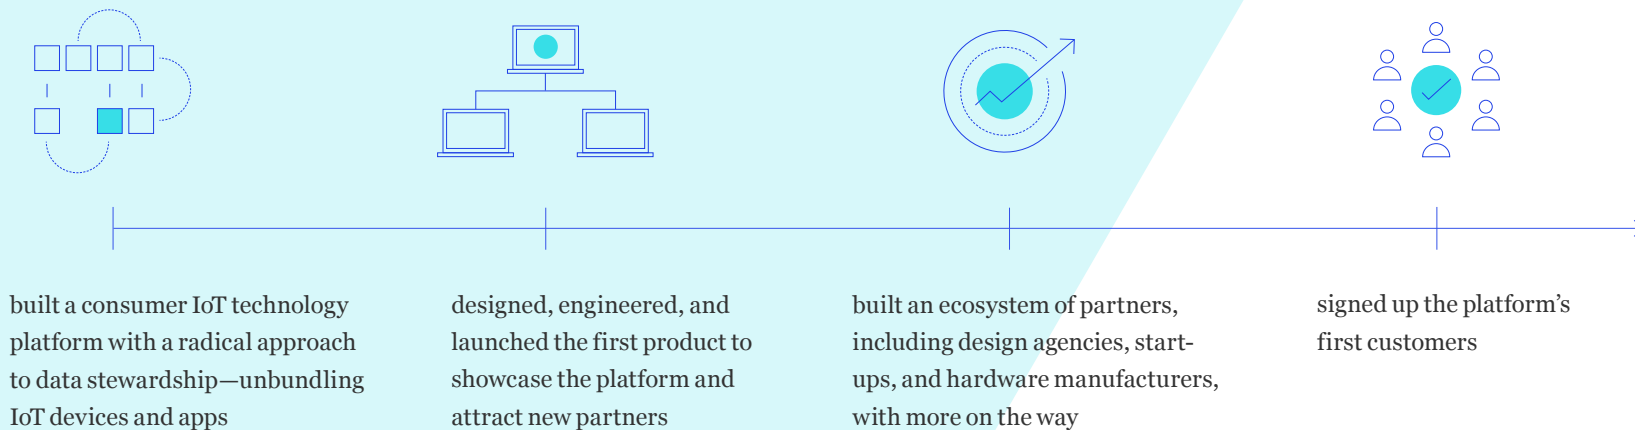 built a consumer IoT technology
platform with a radical approach
to data stewardship—unbundling
IoT devices and apps
designed, engineered, and
launched the first product to
showcase the platform and
attract new partners
built an ecosystem of partners,
including design agencies, start-
ups, and hardware manufacturers,
with more on the way
signed up the platform’s
first customers